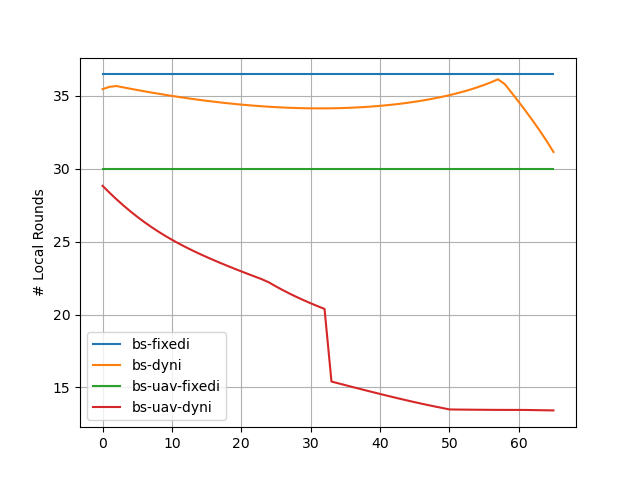 # Local Rounds
35
30
25
20
15
0 10 20 30 40 50 60
bs-fixedi
bs-dyni
bs-uav-fixedi
bs-uav-dyni